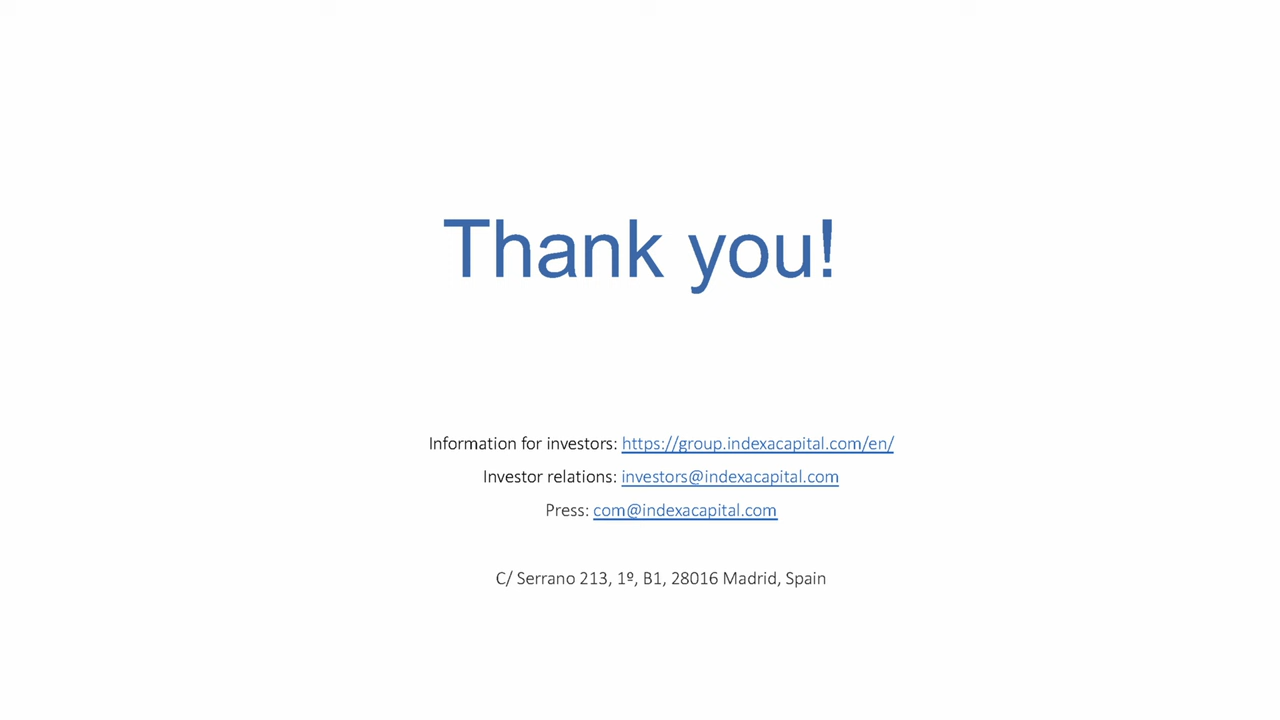 Thank you!
Information for investors: https://group.indexacapital.com/en/
Investor relations: investors@indexacapital.com
Press: com@indexacapital.com
C/ Serrano 213, 1º, B1, 28016 Madrid, Spain